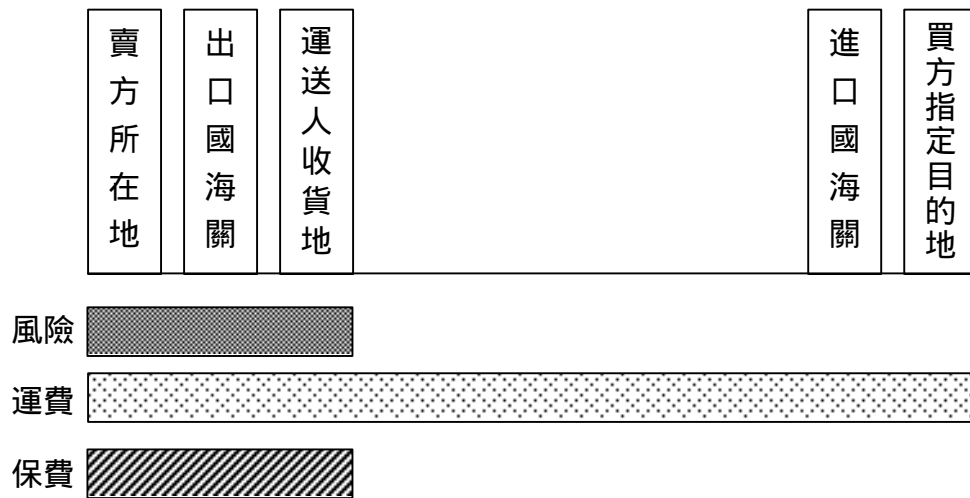 賣方所在地
出口國海關
運送人收貨地
進口國海關
買方指定目的地
風險
運費
保費